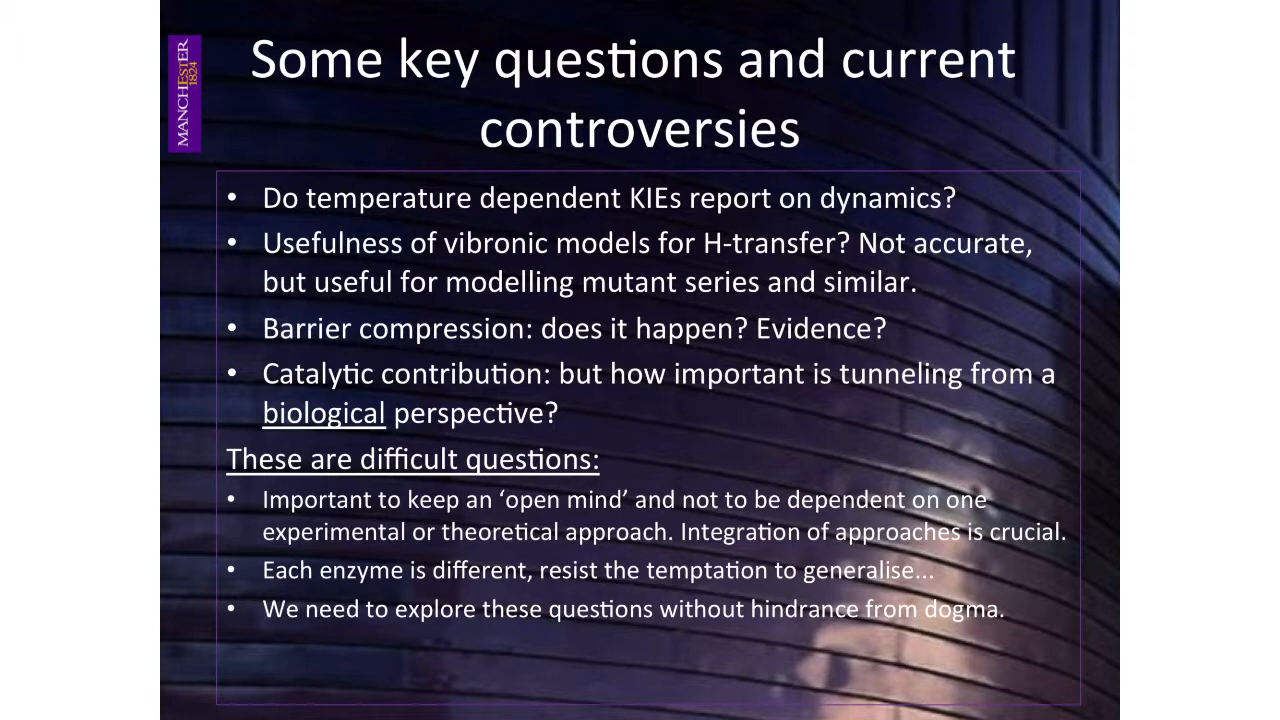 MANCHESTER
1824
Some key questions and current
controversies
• Do temperature dependent KIEs report on dynamics?
• Usefulness of vibronic models for H-transfer? Not accurate,
but useful for modelling mutant series and similar.
• Barrier compression: does it happen? Evidence?
• Catalytic contribution: but how important is tunneling from a
biological perspective?
These are difficult questions:
• Important to keep an ‘open mind’ and not to be dependent on one
experimental or theoretical approach. Integration of approaches is crucial.
• Each enzyme is different, resist the temptation to generalise...
• We need to explore these questions without hindrance from dogma.